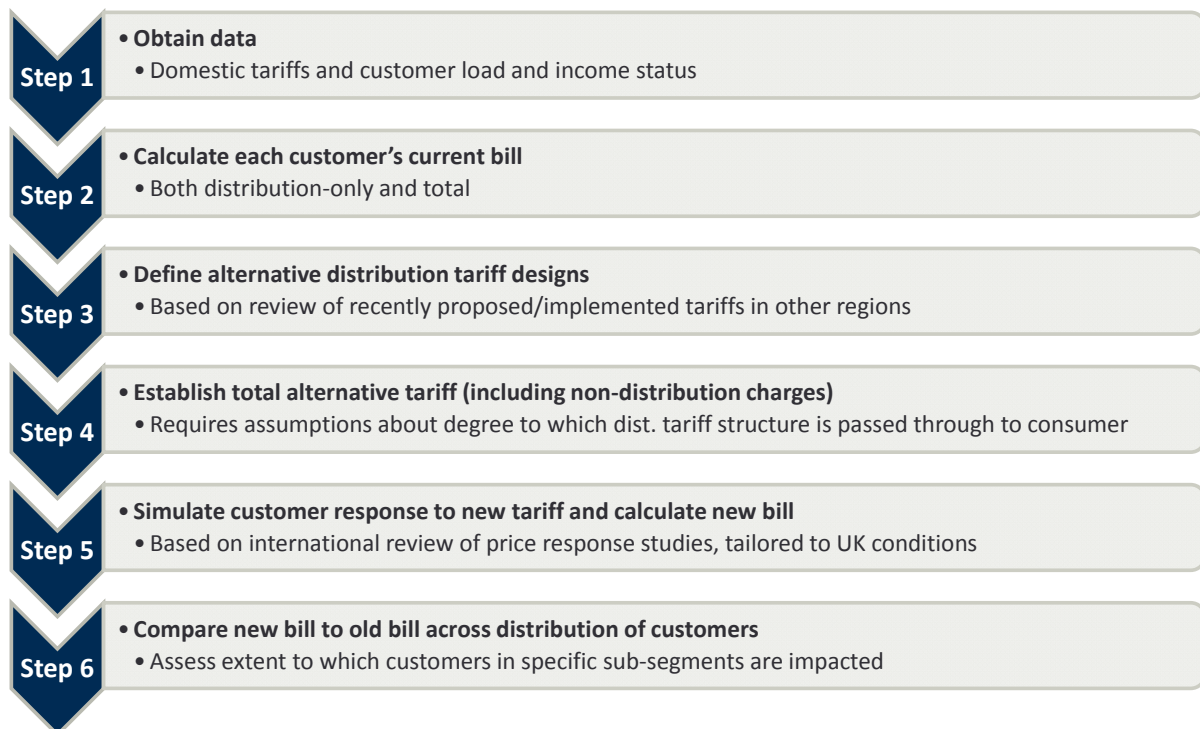 Step 1
• Obtain data
• Domestic tariffs and customer load and income status
Step 2
• Calculate each customer’s current bill
• Both distribution-only and total
Step 3
• Define alternative distribution tariff designs
• Based on review of recently proposed/implemented tariffs in other regions
Step 4
• Establish total alternative tariff (including non-distribution charges)
• Requires assumptions about degree to which dist. tariff structure is passed through to consumer
Step 5
• Simulate customer response to new tariff and calculate new bill
• Based on international review of price response studies, tailored to UK conditions
Step 6
• Compare new bill to old bill across distribution of customers
• Assess extent to which customers in specific sub-segments are impacted